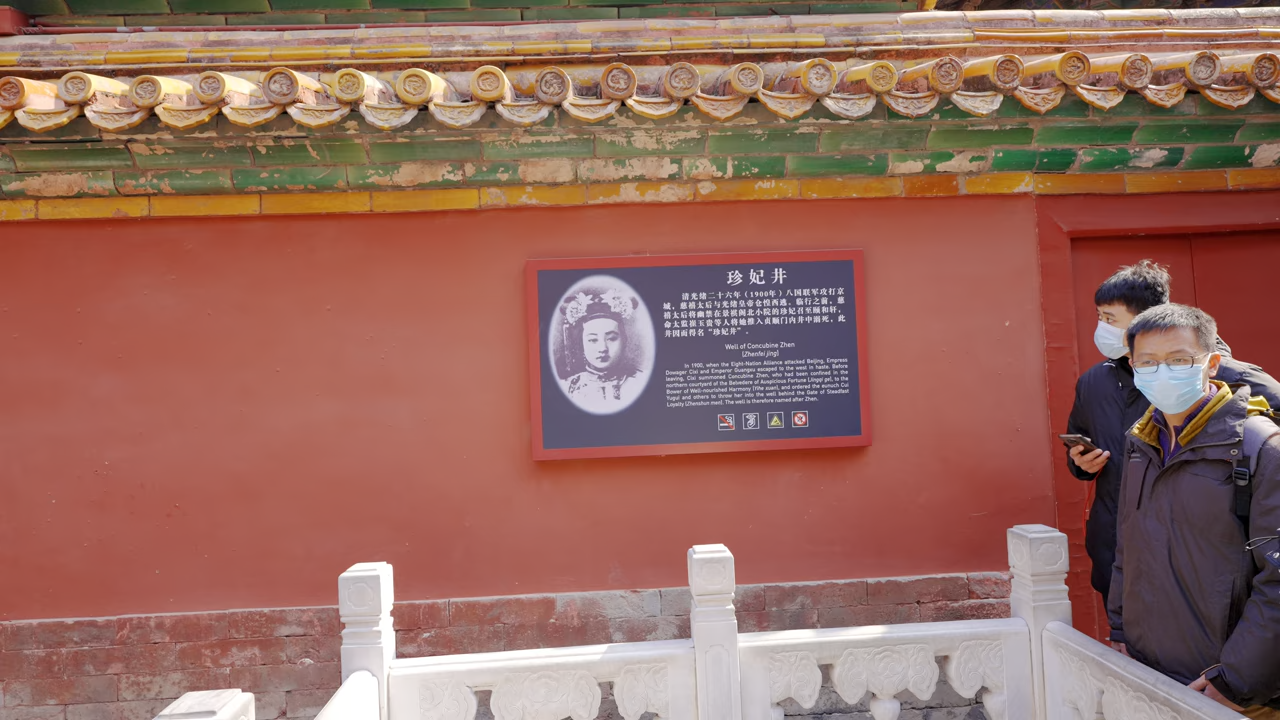 珍妃井
清光绪二十六年（1900年）八国联军攻打京
城，慈禧太后与光绪皇帝仓惶西逃。临行之前，慈
禧太后将幽禁在景祺阁北小院的珍妃召至颐和轩，
命太监崔玉贵等人将她推入贞顺门内井中溺死，此
井因而得名“珍妃井”。
Well of Concubine Zhen
(Zhenfei jing)
In 1900, when the Eight-Nation Alliance attacked Beijing, Empress
Dowager Cixi and Emperor Guangxu escaped to the west in haste. Before
leaving, Cixi summoned Concubine Zhen, who had been confined in the
northern courtyard of the Belvedere of Auspicious Fortune (Jingqi ge), to the
Bower of Well-nourished Harmony (Yihe xuan), and ordered the eunuch Cui
Yugui and others to throw her into the well behind the Gate of Steadfast
Loyalty (Zhenshun men). The well is therefore named after Zhen.